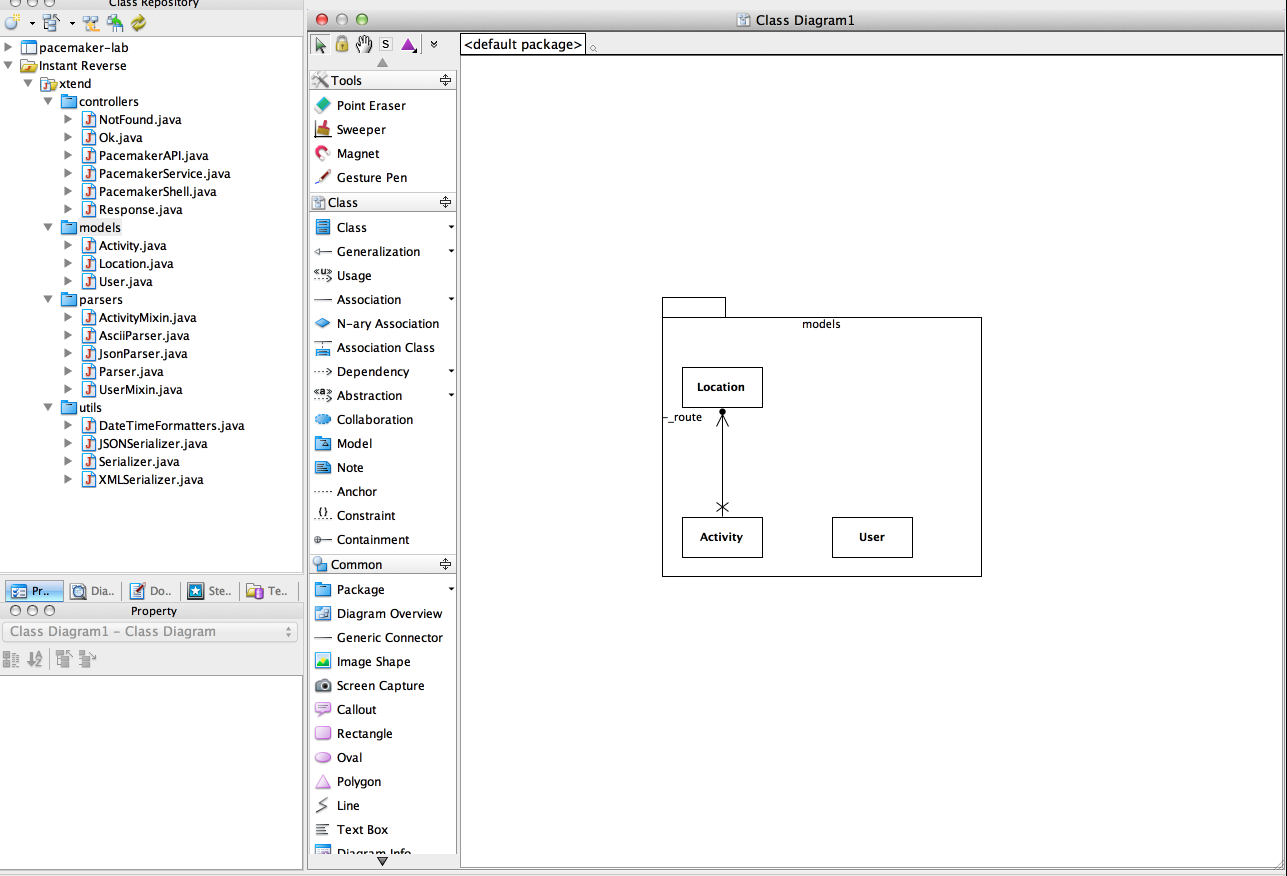 Class Repository
pacemaker-lab
Instant Reverse
xtend
controllers
NotFound.java
Ok.java
PacemakerAPI.java
PacemakerService.java
PacemakerShell.java
Response.java
models
Activity.java
Location.java
User.java
parsers
ActivityMixin.java
AsciiParser.java
JsonParser.java
Parser.java
UserMixin.java
utils
DateTimeFormatters.java
JSONSerializer.java
Serializer.java
XMLSerializer.java
Pr.. Dia.. Do.. Ste.. Te..
Property
Class Diagram1 - Class Diagram
Class Diagram1
S
<default package>
Tools
Point Eraser
Sweeper
Magnet
Gesture Pen
Class
Class
Generalization
«u» Usage
Association
N-ary Association
Association Class
Dependency
«a» Abstraction
Collaboration
Model
Note
Anchor
{} Constraint
Containment
Common
Package
Diagram Overview
Generic Connector
Image Shape
Screen Capture
Callout
Rectangle
Oval
Polygon
Line
Text Box
Diagram Info
models
Location
-_route
Activity
User